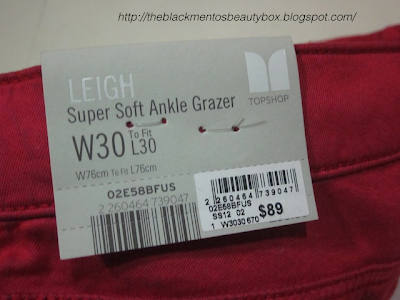 http://theblackmentosbeautybox.blogspot.com/
LEIGH
Super Soft Ankle Grazer
TOPSHOP
W30 To Fit L30
W76cm To Fit L76cm
02E58BFUS
2 260464 739047
2 260464 739047
02E58BFUS
SS12 02 $89
1 W3030 670